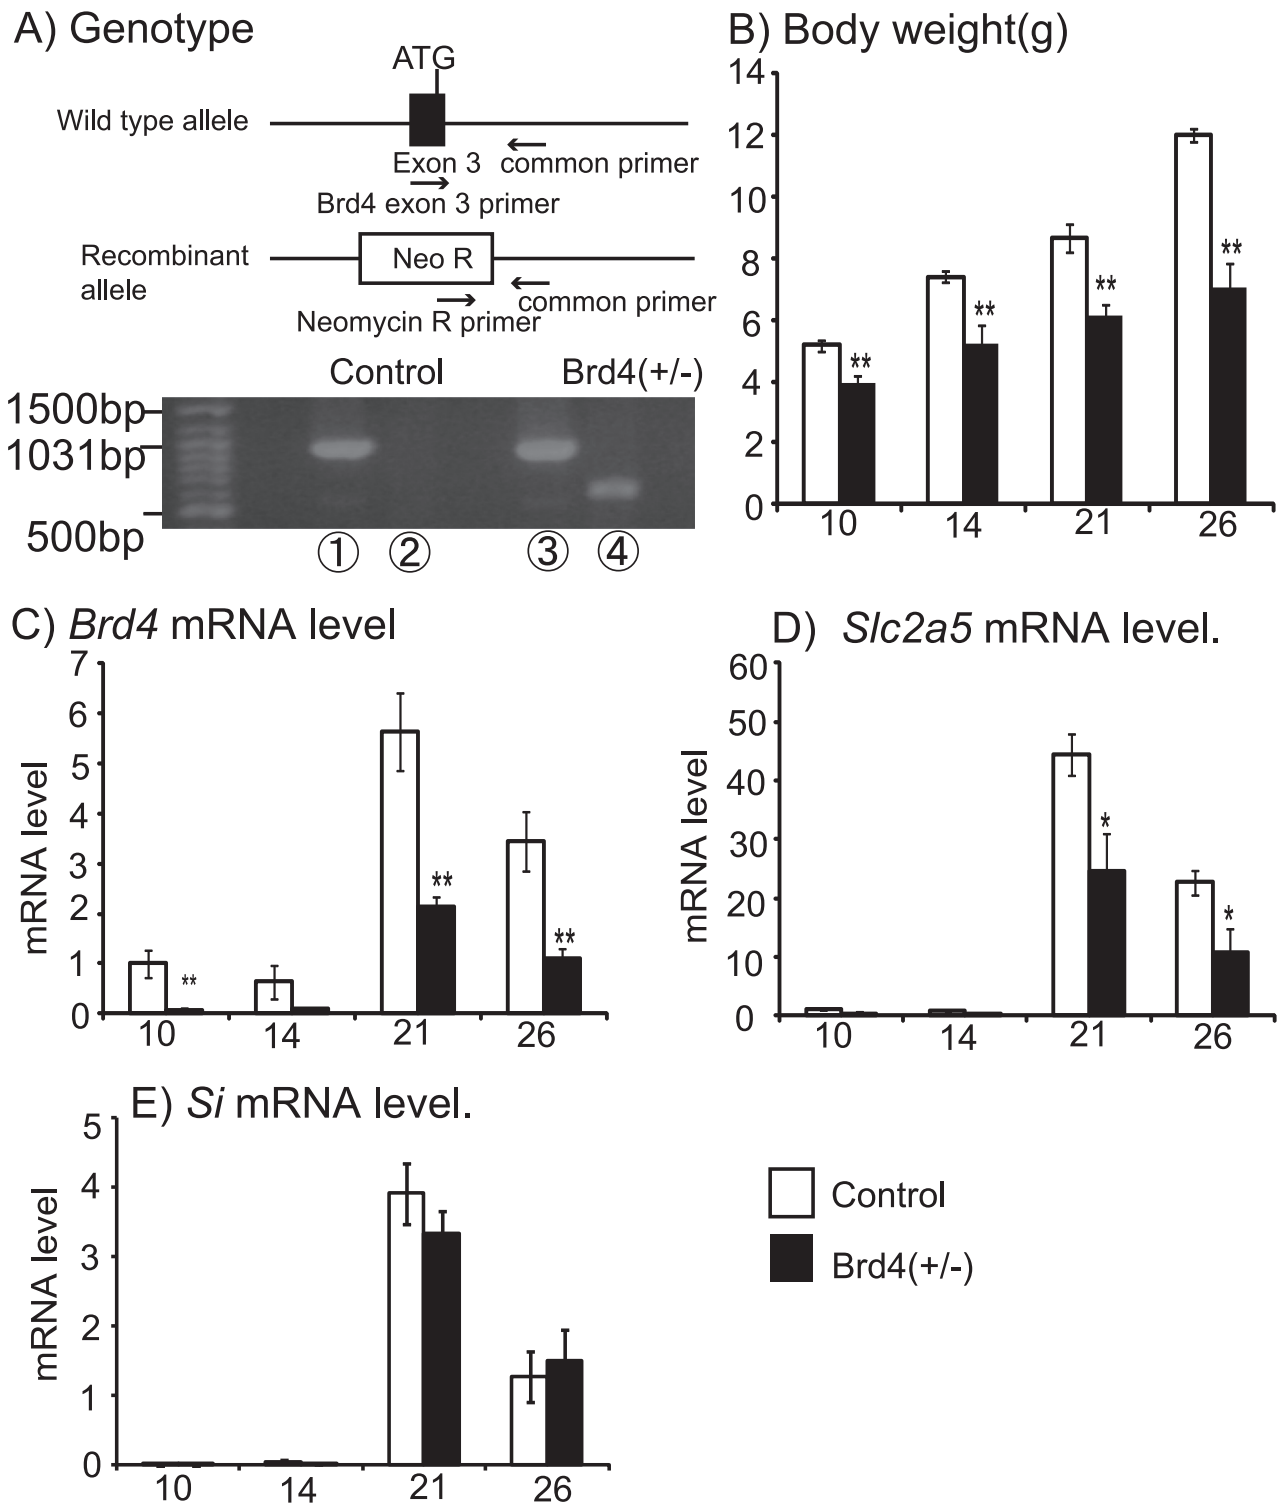 A) Genotype
ATG
Wild type allele
Exon 3 common primer
Brd4 exon 3 primer
Recombinant
allele
Neo R
common primer
Neomycin R primer
Control Brd4(+/-)
1500bp
1031bp
500bp
① ② ③ ④
B) Body weight(g)
14
12
10
8
6
4
2
0
** ** ** **
10 14 21 26
C) Brd4 mRNA level
mRNA level
7
6
5
4
3
2
1
0
** ** **
10 14 21 26
D) Slc2a5 mRNA level.
mRNA level
60
50
40
30
20
10
0
* *
10 14 21 26
E) Si mRNA level.
mRNA level
5
4
3
2
1
0
10 14 21 26
Control
Brd4(+/-)